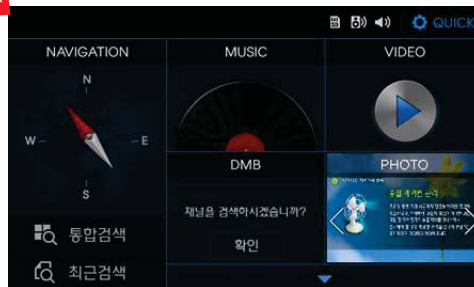 QUICK
NAVIGATION
MUSIC
VIDEO
N
W
E
S
DMB
PHOTO
채널을 검색하시겠습니까?
확인
통합검색
최근검색